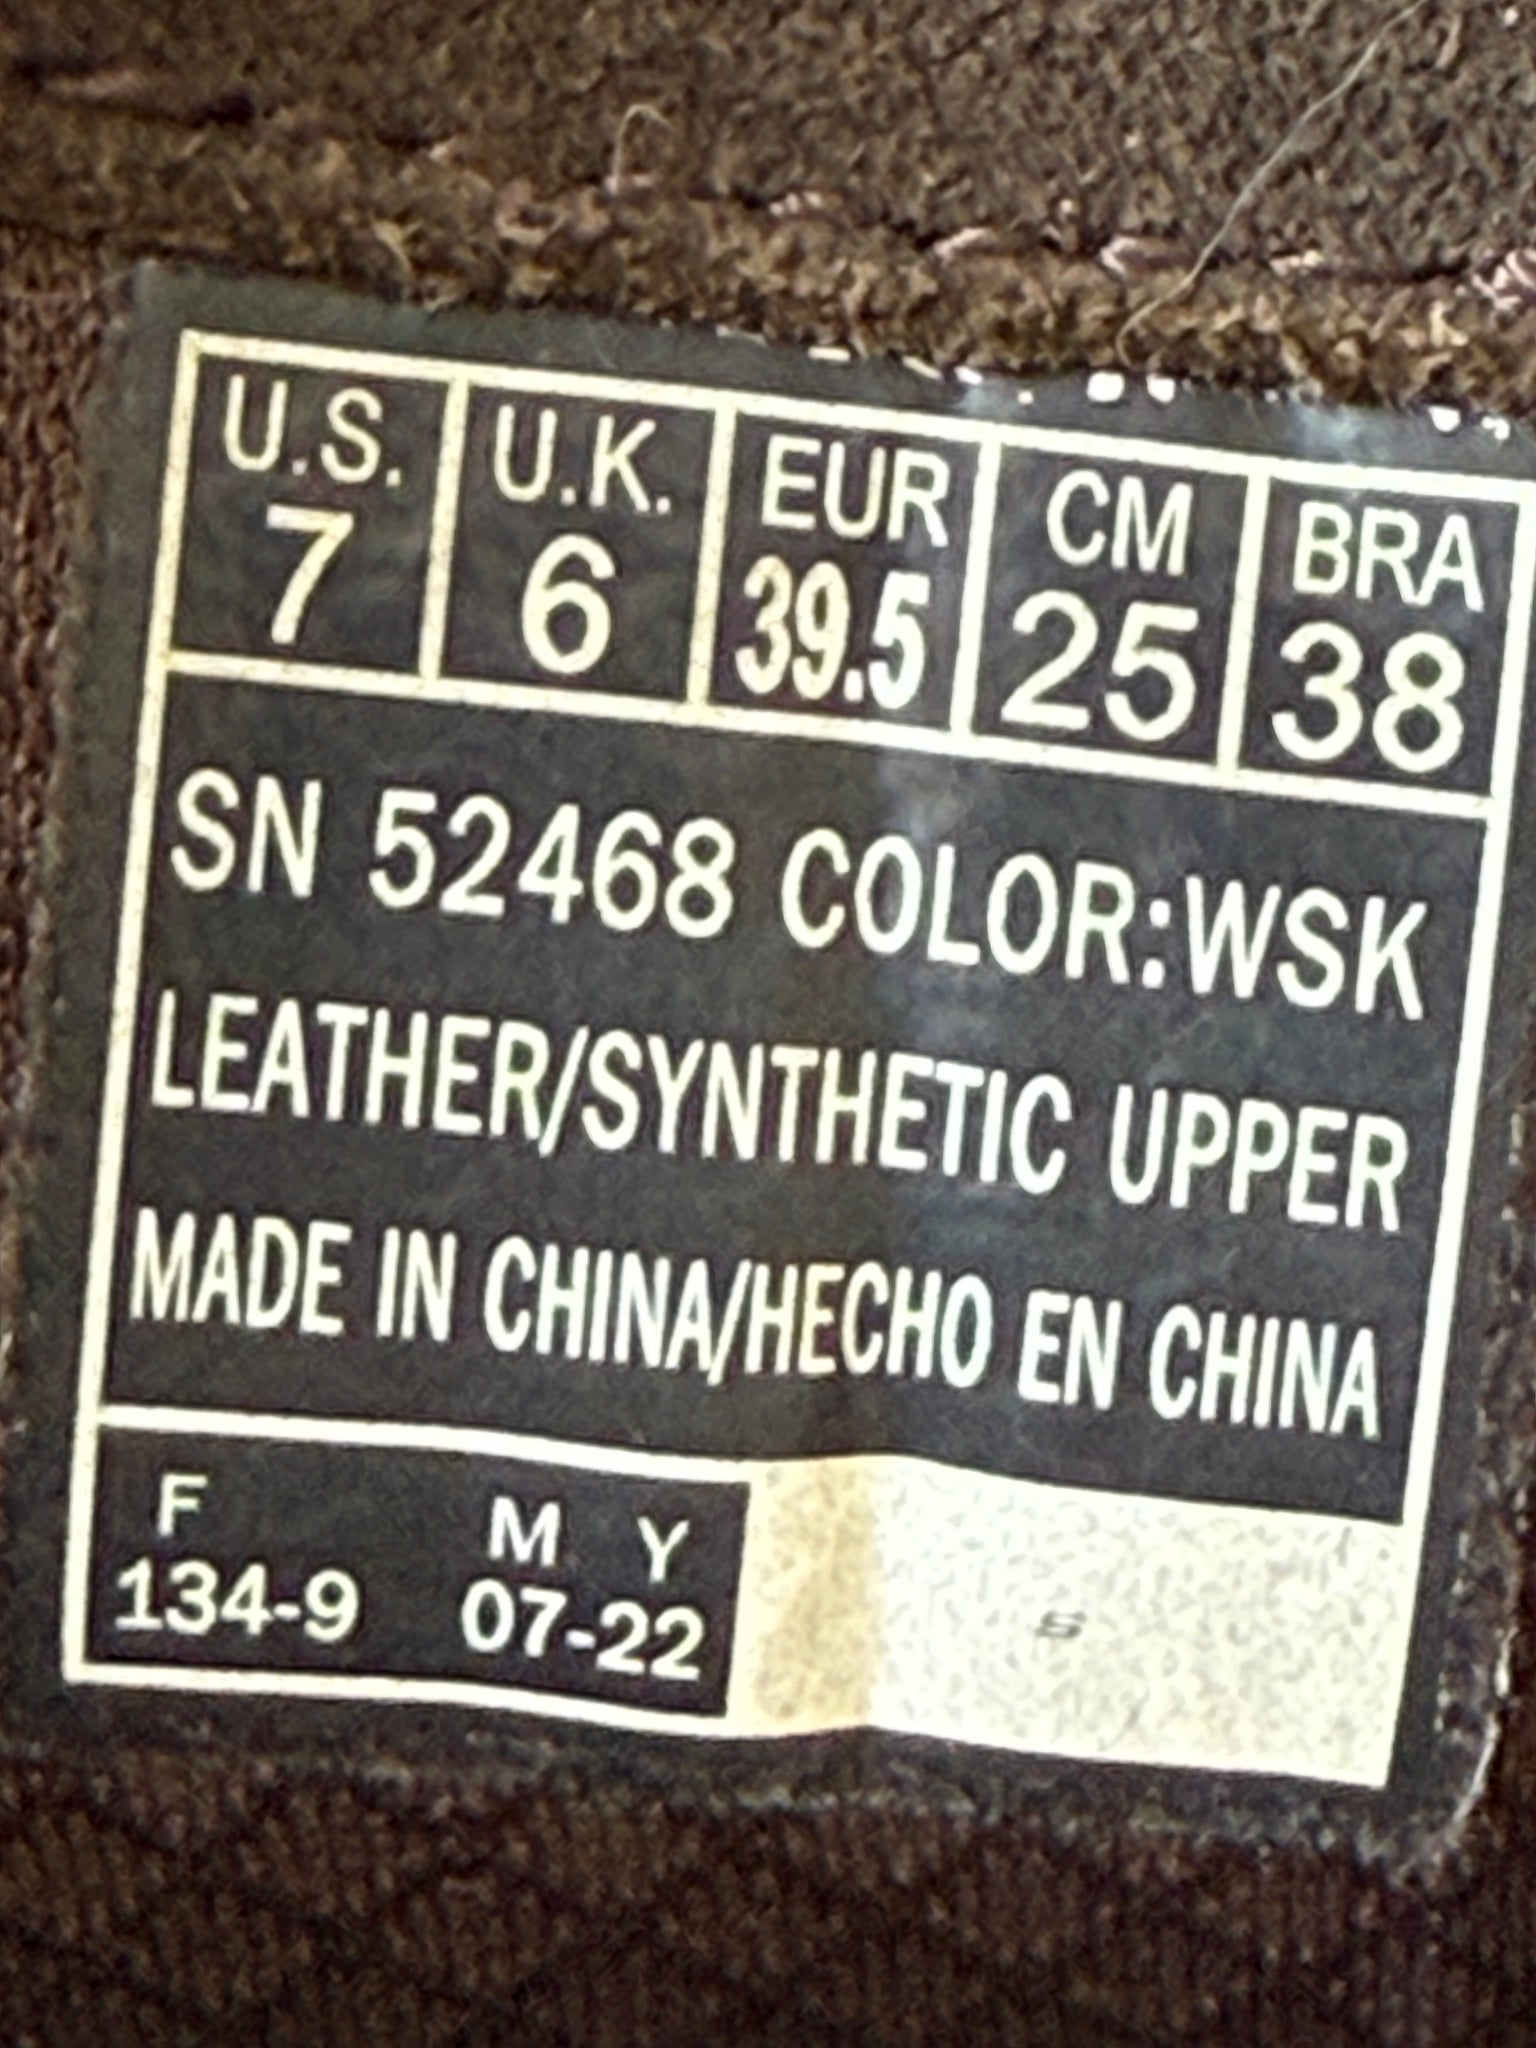 U.S. U.K. EUR CM BRA
7 6 39.5 25 38
SN 52468 COLOR:WSK
LEATHER/SYNTHETIC UPPER
MADE IN CHINA/HECHO EN CHINA
F M Y
134-9 07-22